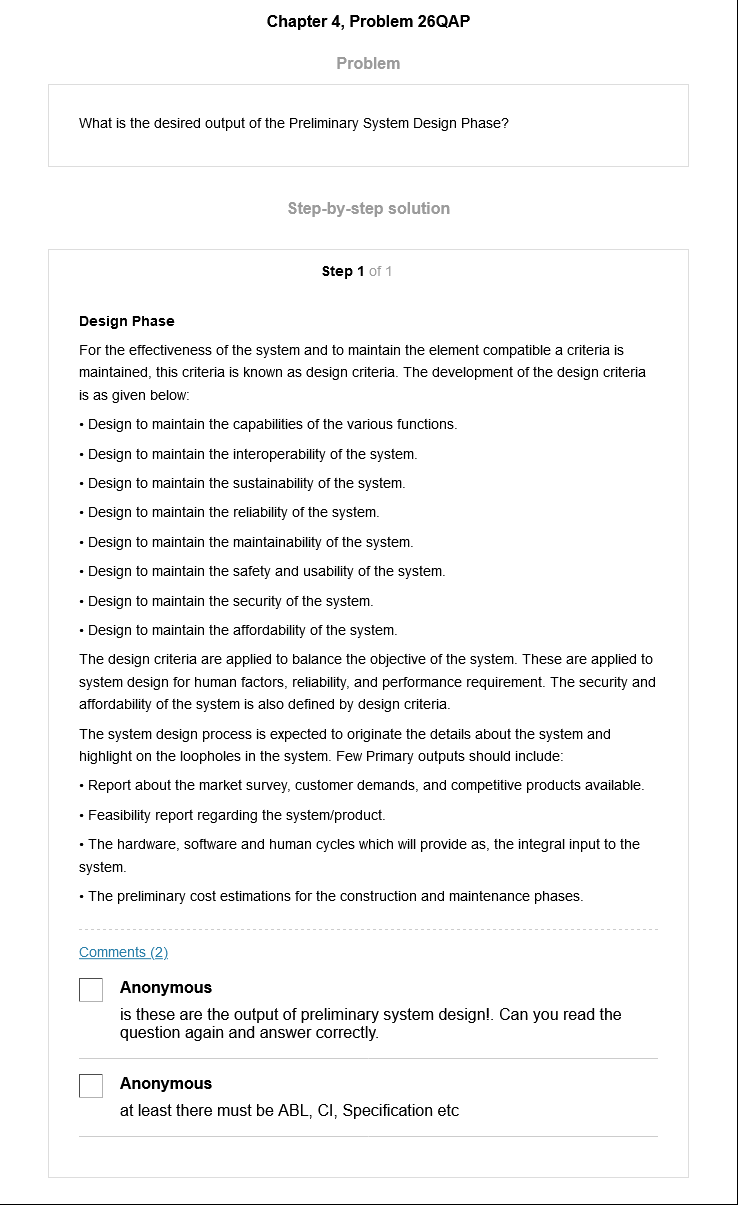 Chapter 4, Problem 26QAP
Problem
What is the desired output of the Preliminary System Design Phase?
Step-by-step solution
Step 1 of 1
Design Phase
For the effectiveness of the system and to maintain the element compatible a criteria is
maintained, this criteria is known as design criteria. The development of the design criteria
is as given below:
• Design to maintain the capabilities of the various functions.
• Design to maintain the interoperability of the system.
• Design to maintain the sustainability of the system.
• Design to maintain the reliability of the system.
• Design to maintain the maintainability of the system.
• Design to maintain the safety and usability of the system.
• Design to maintain the security of the system.
• Design to maintain the affordability of the system.
The design criteria are applied to balance the objective of the system. These are applied to
system design for human factors, reliability, and performance requirement. The security and
affordability of the system is also defined by design criteria.
The system design process is expected to originate the details about the system and
highlight on the loopholes in the system. Few Primary outputs should include:
• Report about the market survey, customer demands, and competitive products available.
• Feasibility report regarding the system/product.
• The hardware, software and human cycles which will provide as, the integral input to the
system.
• The preliminary cost estimations for the construction and maintenance phases.
Comments (2)
Anonymous
is these are the output of preliminary system design!. Can you read the
question again and answer correctly.
Anonymous
at least there must be ABL, CI, Specification etc